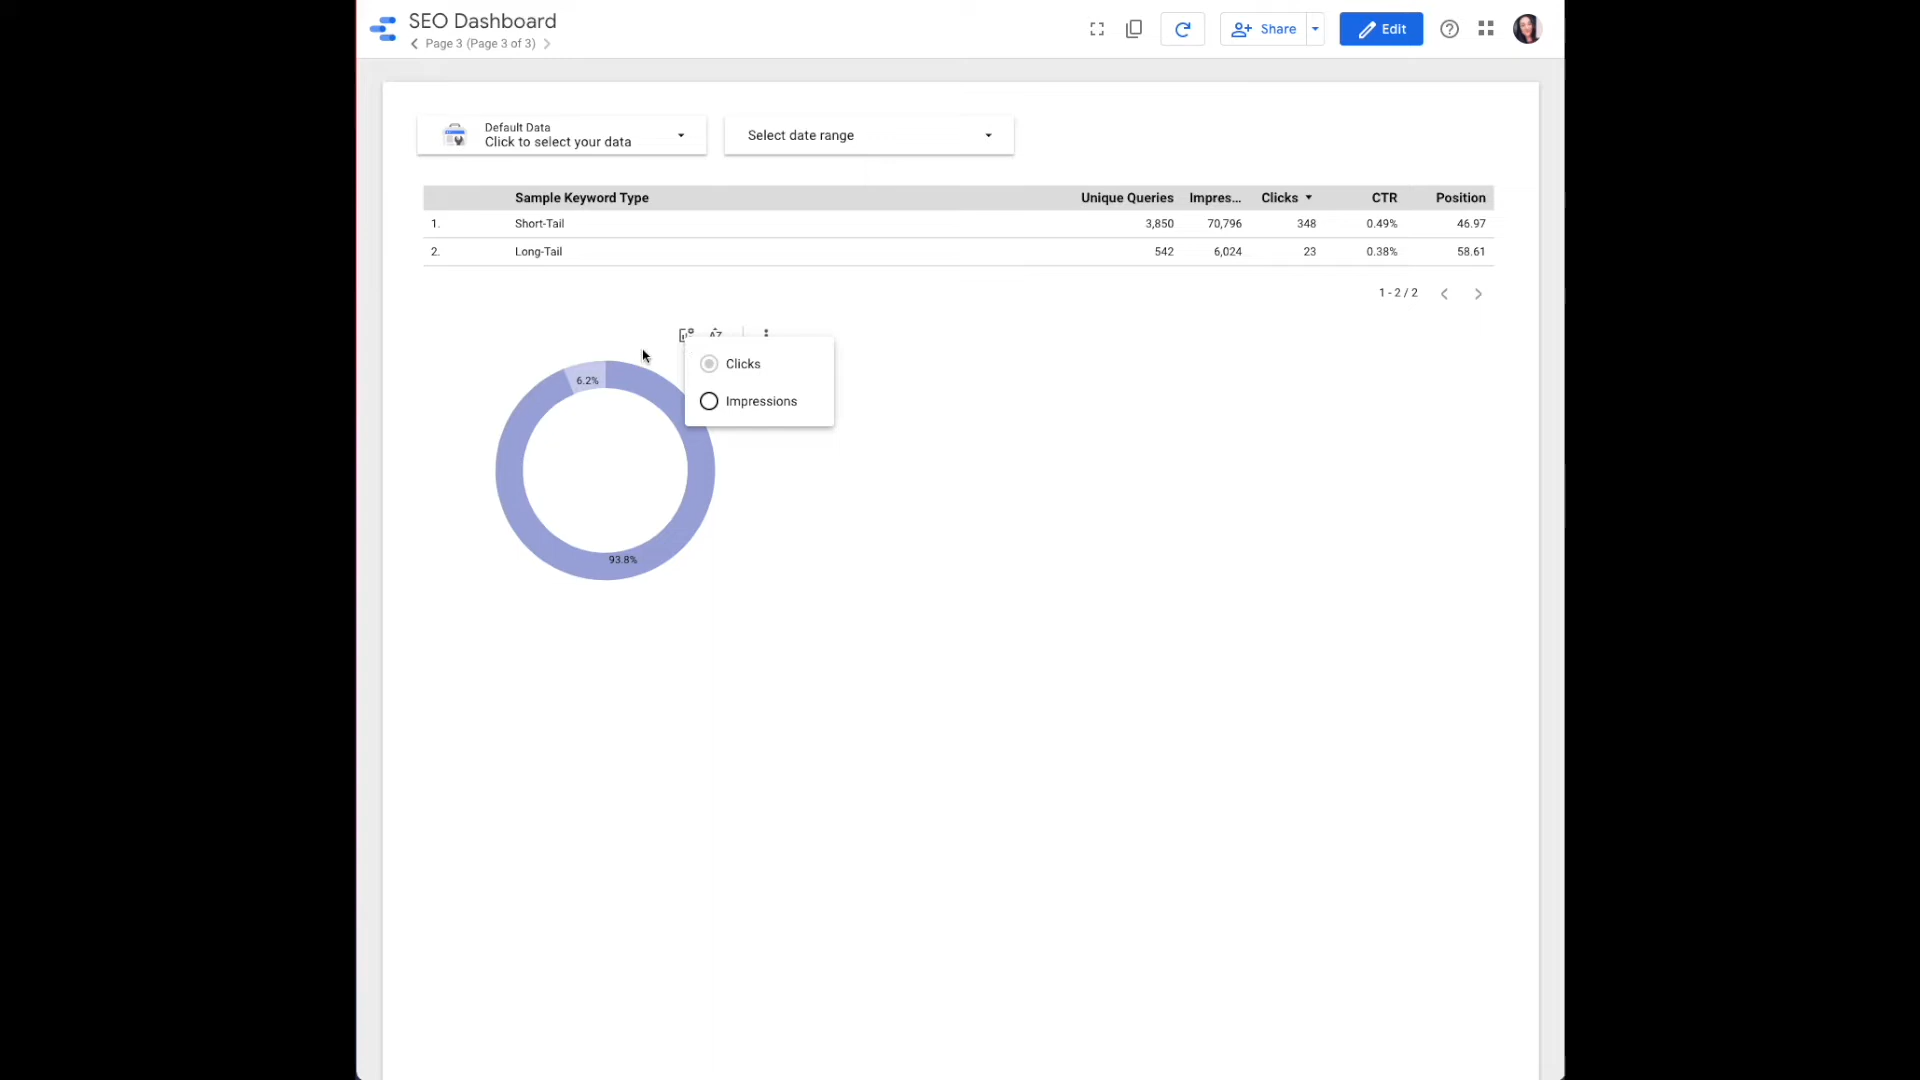 SEO Dashboard
Page 3 (Page 3 of 3)
Share
Edit
Default Data
Click to select your data
Select date range
Sample Keyword Type Unique Queries Impres... Clicks CTR Position
1. Short-Tail 3,850 70,796 348 0.49% 46.97
2. Long-Tail 542 6,024 23 0.38% 58.61
1 - 2 / 2
Clicks
Impressions
6.2%
93.8%